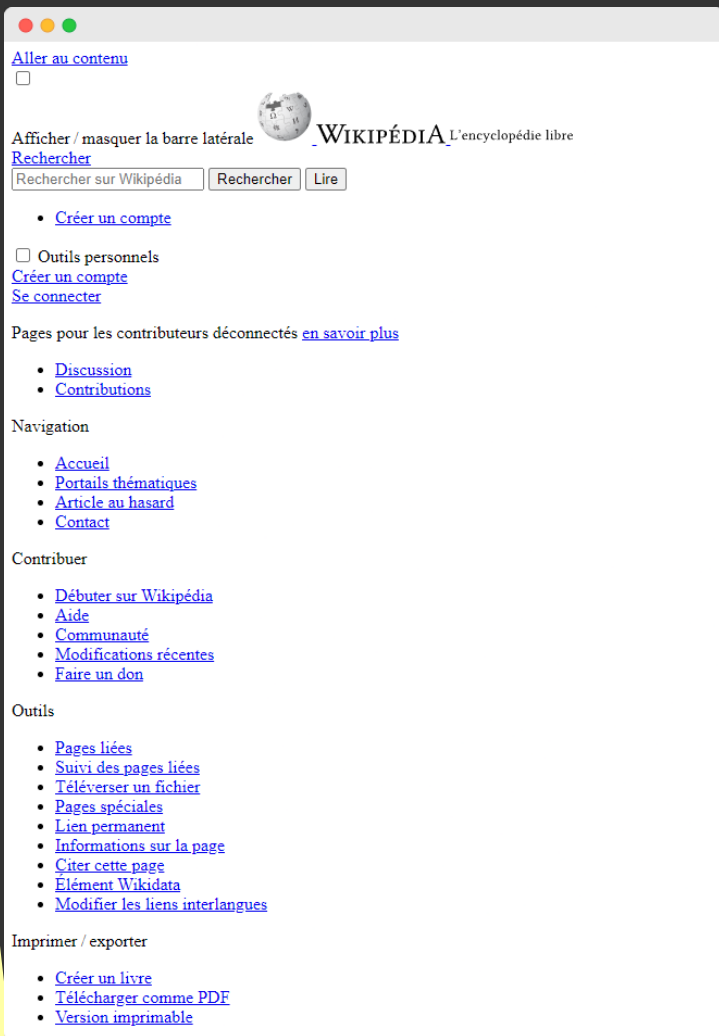 Aller au contenu
Afficher / masquer la barre latérale WIKIPÉDIA L'encyclopédie libre
Rechercher
Rechercher sur Wikipédia Rechercher Lire
Créer un compte
Outils personnels
Créer un compte
Se connecter
Pages pour les contributeurs déconnectés en savoir plus
Discussion
Contributions
Navigation
Accueil
Portails thématiques
Article au hasard
Contact
Contribuer
Débuter sur Wikipédia
Aide
Communauté
Modifications récentes
Faire un don
Outils
Pages liées
Suivi des pages liées
Téléverser un fichier
Pages spéciales
Lien permanent
Informations sur la page
Citer cette page
Élément Wikidata
Modifier les liens interlangues
Imprimer / exporter
Créer un livre
Télécharger comme PDF
Version imprimable